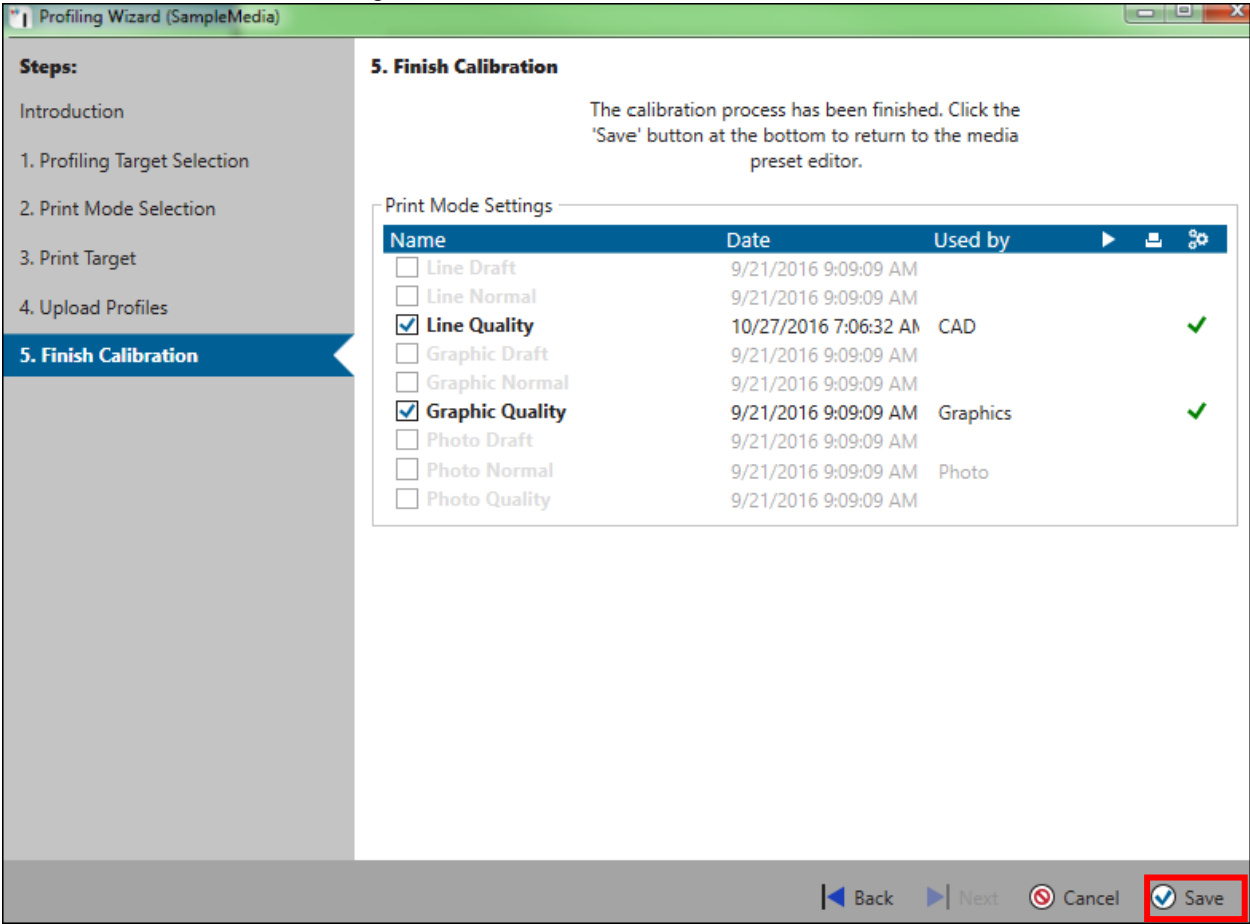 Profiling Wizard (SampleMedia)
Steps:
Introduction
1. Profiling Target Selection
2. Print Mode Selection
3. Print Target
4. Upload Profiles
5. Finish Calibration
5. Finish Calibration
The calibration process has been finished. Click the
'Save' button at the bottom to return to the media
preset editor.
Print Mode Settings
Name Date Used by
Line Draft 9/21/2016 9:09:09 AM
Line Normal 9/21/2016 9:09:09 AM
Line Quality 10/27/2016 7:06:32 AM CAD
Graphic Draft 9/21/2016 9:09:09 AM
Graphic Normal 9/21/2016 9:09:09 AM
Graphic Quality 9/21/2016 9:09:09 AM Graphics
Photo Draft 9/21/2016 9:09:09 AM
Photo Normal 9/21/2016 9:09:09 AM Photo
Photo Quality 9/21/2016 9:09:09 AM
Back Next Cancel Save